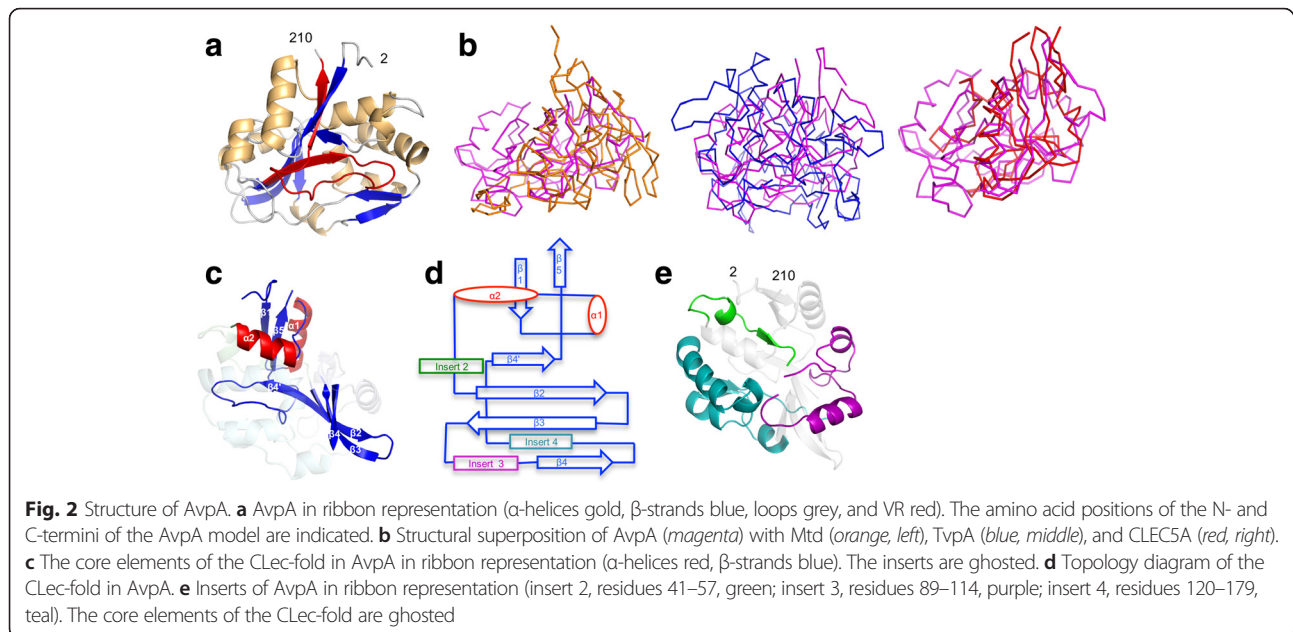 a
210
2
b
c
β1
β5
α1
α2
β4'
β4
β2
β3
d
β
1
β
5
α2
α1
Insert 2
β4'
β2
β3
Insert 4
Insert 3
β4
e
2
210
Fig. 2 Structure of AvpA. a AvpA in ribbon representation (α-helices gold, β-strands blue, loops grey, and VR red). The amino acid positions of the N- and
C-termini of the AvpA model are indicated. b Structural superposition of AvpA (magenta) with Mtd (orange, left), TvpA (blue, middle), and CLEC5A (red, right).
c The core elements of the CLec-fold in AvpA in ribbon representation (α-helices red, β-strands blue). The inserts are ghosted. d Topology diagram of the
CLec-fold in AvpA. e Inserts of AvpA in ribbon representation (insert 2, residues 41–57, green; insert 3, residues 89–114, purple; insert 4, residues 120–179,
teal). The core elements of the CLec-fold are ghosted